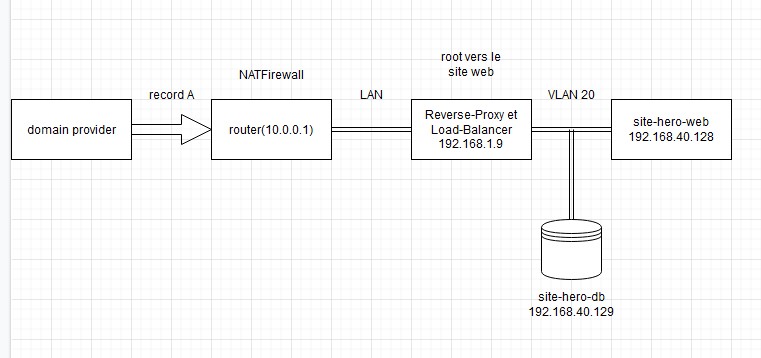 root vers le
site web
NATFirewall
record A
LAN
VLAN 20
domain provider
router(10.0.0.1)
Reverse-Proxy et
Load-Balancer
192.168.1.9
site-hero-web
192.168.40.128
site-hero-db
192.168.40.129